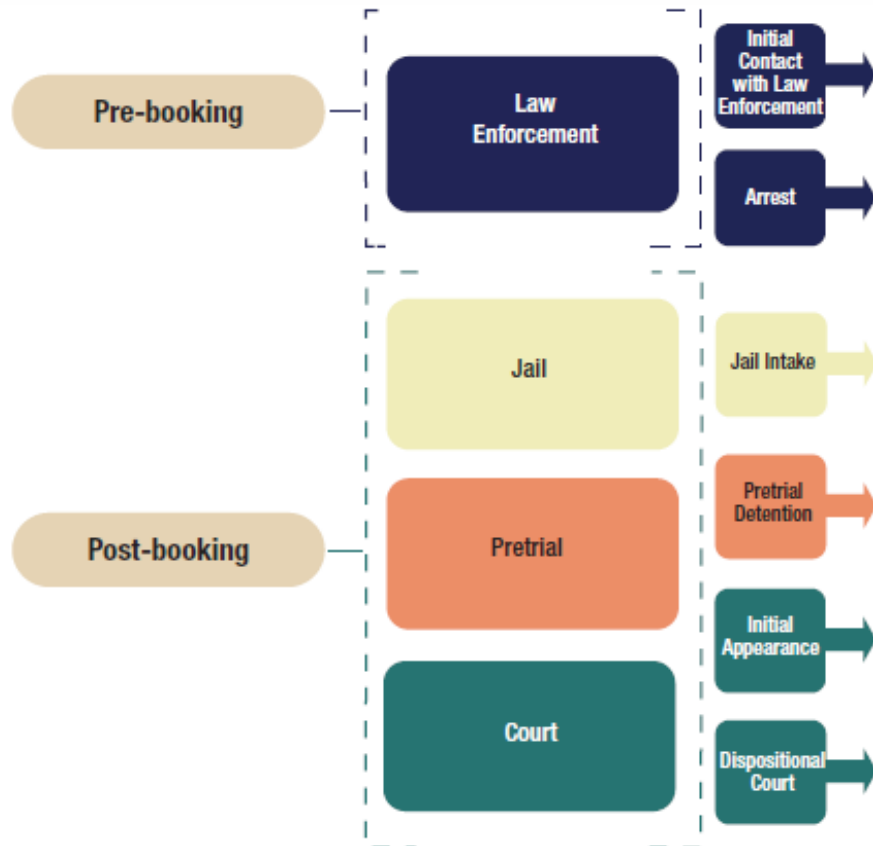 Pre-booking
Law
Enforcement
Initial
Contact
with Law
Enforcement
Arrest
Post-booking
Jail
Jail Intake
Pretrial
Pretrial
Detention
Court
Initial
Appearance
Dispositional
Court